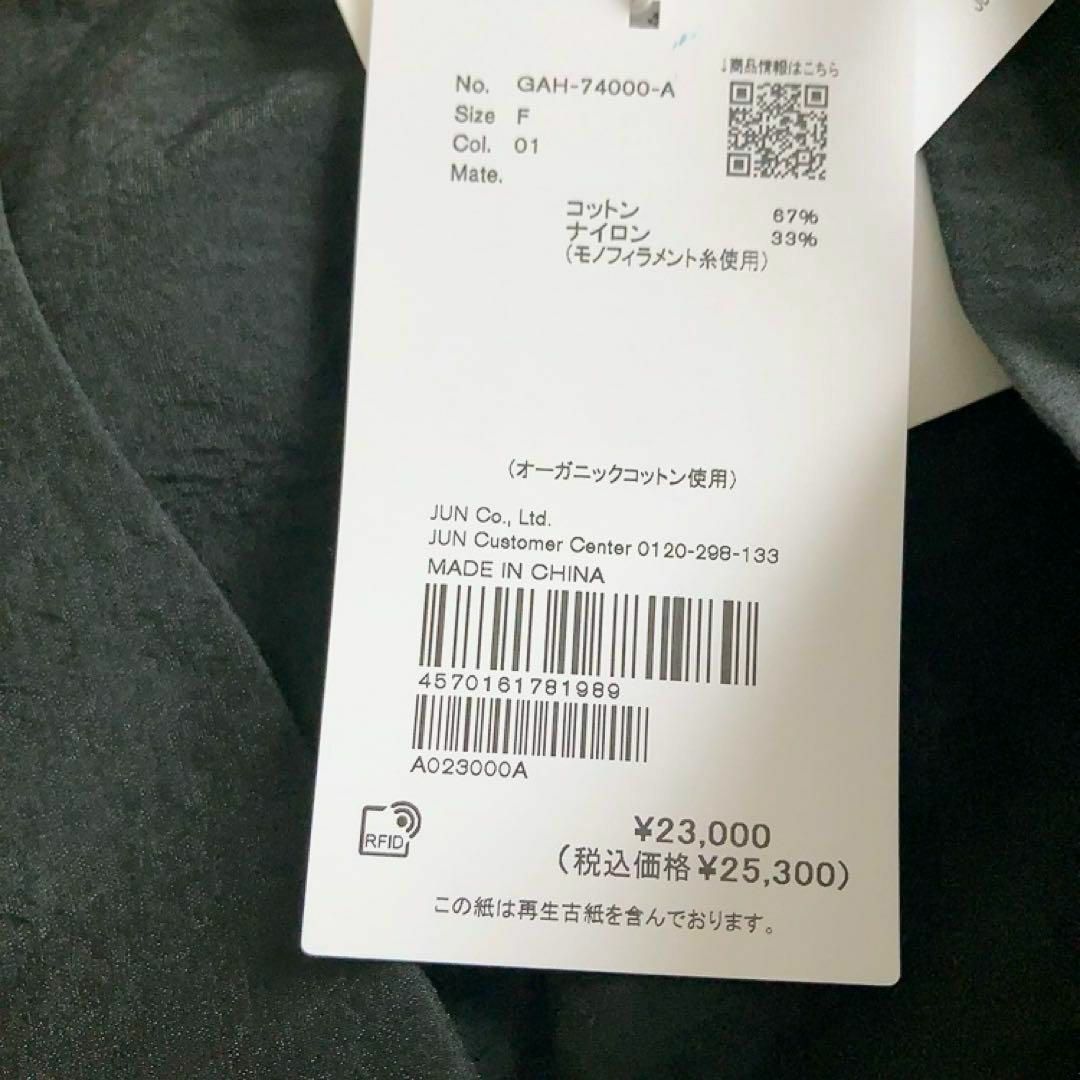 ↓商品情報はこちら
No. GAH-74000-A
Size F
Col. 01
Mate.
コットン 67%
ナイロン 33%
(モノフィラメント糸使用)
(オーガニックコットン使用)
JUN Co., Ltd.
JUN Customer Center 0120-298-133
MADE IN CHINA
4570161781989
A023000A
RFID
¥23,000
(税込価格¥25,300)
この紙は再生古紙を含んでおります。